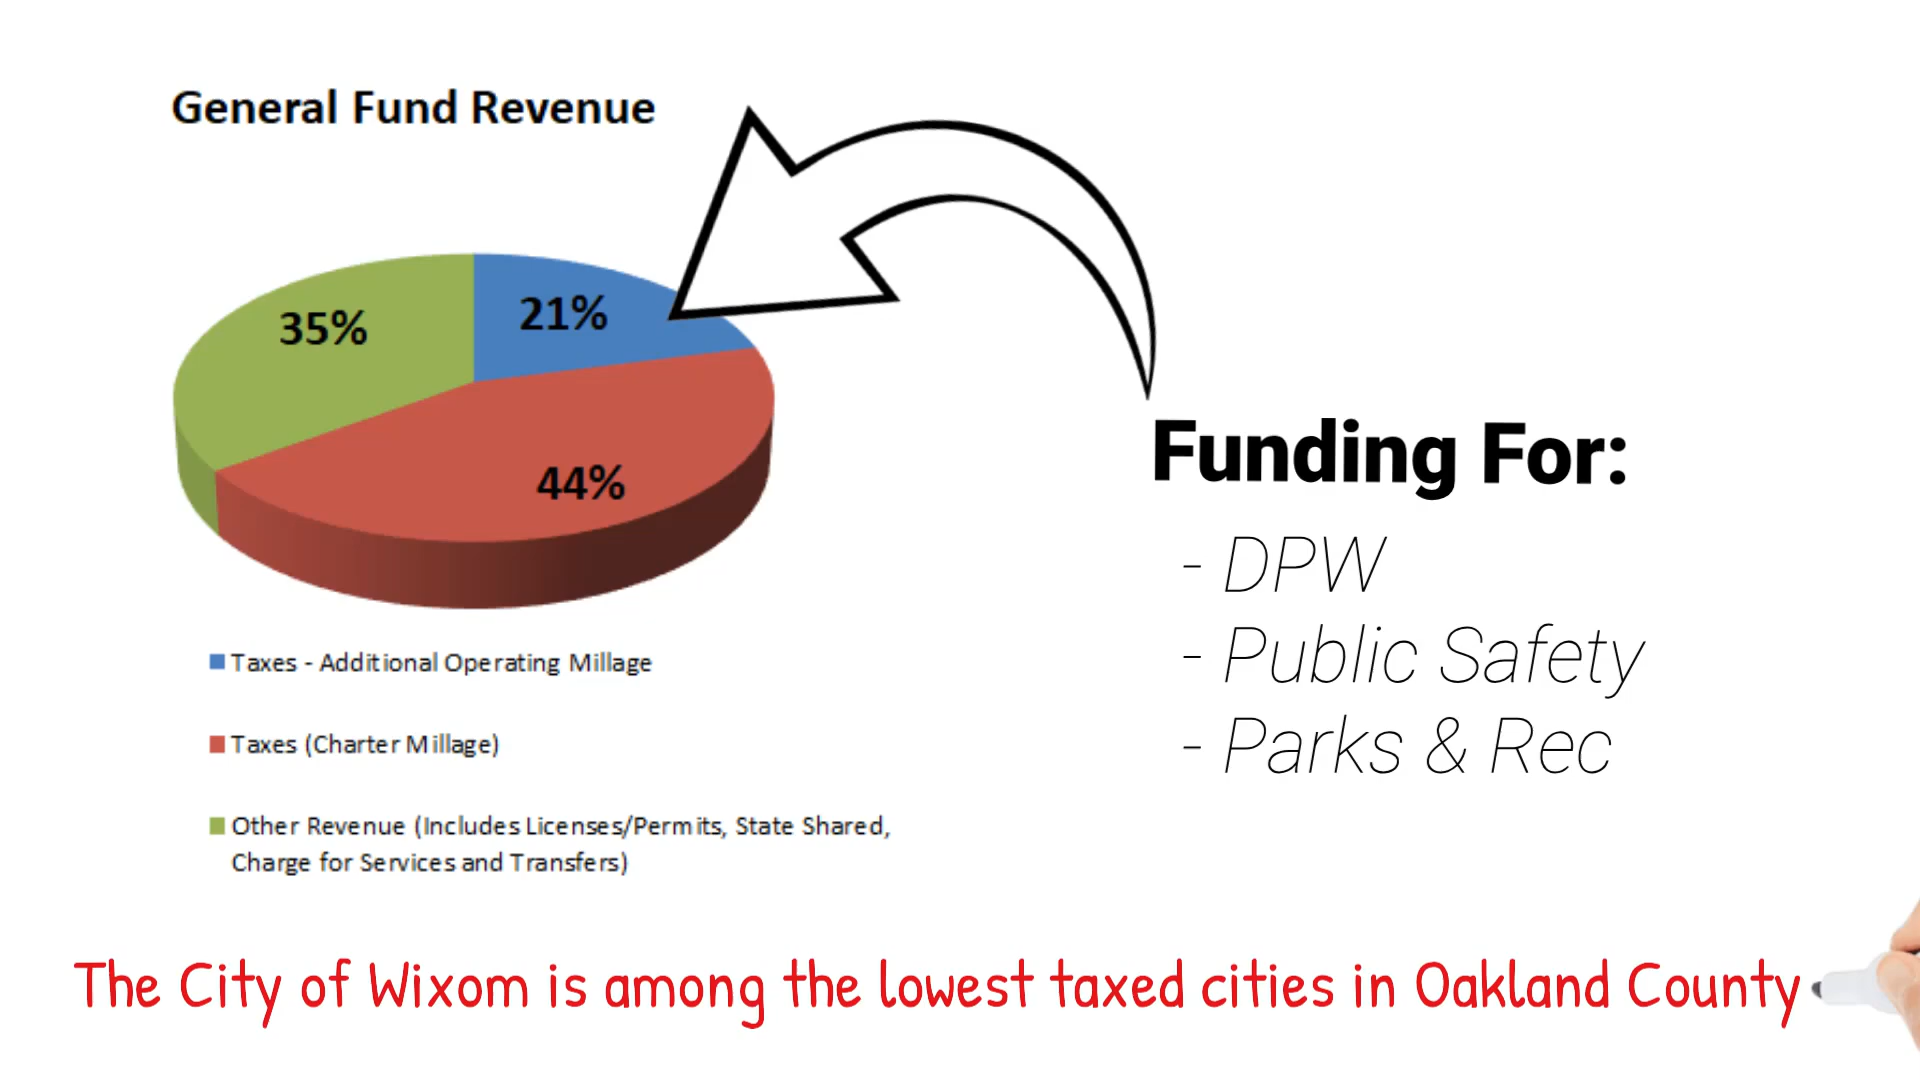 General Fund Revenue
35%
21%
44%
Taxes - Additional Operating Millage
Taxes (Charter Millage)
Other Revenue (Includes Licenses/Permits, State Shared,
Charge for Services and Transfers)
Funding For:
- DPW
- Public Safety
- Parks & Rec
The City of Wixom is among the lowest taxed cities in Oakland County